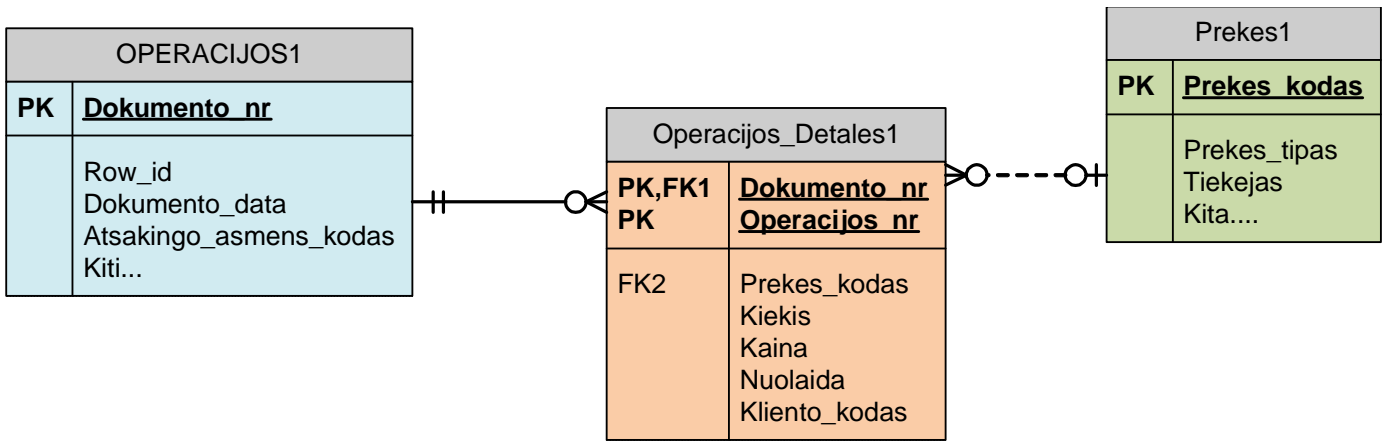 OPERACIJOS1
PK Dokumento_nr
Row_id
Dokumento_data
Atsakingo_asmens_kodas
Kiti...
Operacijos_Detales1
PK,FK1 Dokumento_nr
PK Operacijos_nr
FK2 Prekes_kodas
Kiekis
Kaina
Nuolaida
Kliento_kodas
Prekes1
PK Prekes_kodas
Prekes_tipas
Tiekejas
Kita....